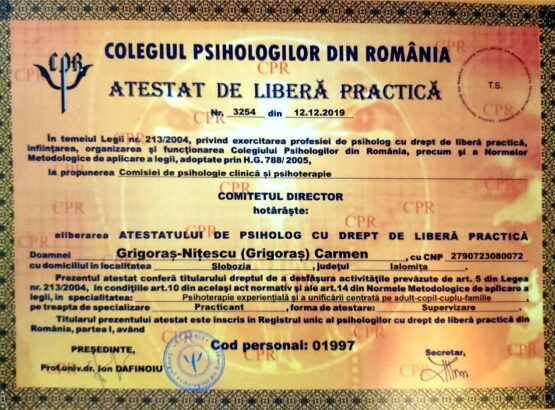 CPR
COLEGIUL PSIHOLOGILOR DIN ROMÂNIA
ATESTAT DE LIBERĂ PRACTICĂ
T.S.
Nr. 3254 din 12.12.2019
În temeiul Legii nr. 213/2004, privind exercitarea profesiei de psiholog cu drept de liberă practică,
înființarea, organizarea și funcționarea Colegiului Psihologilor din România, precum și a Normelor
Metodologice de aplicare a legii, adoptate prin H.G. 788/ 2005,
la propunerea Comisiei de psihologie clinică și psihoterapie
COMITETUL DIRECTOR
hotărăște:
eliberarea ATESTATULUI DE PSIHOLOG CU DREPT DE LIBERĂ PRACTICĂ
Doamnei Grigoraș-Nițescu (Grigoraș) Carmen , cu CNP 2790723080072
cu domiciliul în localitatea Slobozia , județul Ialomița .
Prezentul atestat conferă titularului dreptul de a desfășura activitățile prevăzute de art. 5 din Legea
nr. 213/2004, în condițiile art.10 din același act normativ și ale art.14 din Normele Metodologice de aplicare a
legii, în specialitatea: Psihoterapie experiențială și a unificării centrată pe adult-copil-cuplu-familie ,
pe treapta de specializare Practicant , forma de atestare: Supervizare .
Titularul prezentului atestat este înscris în Registrul unic al psihologilor cu drept de liberă practică din
România, partea I, având
Cod personal: 01997
PREȘEDINTE,
Prof.univ.dr. Ion DAFINOIU
Secretar,